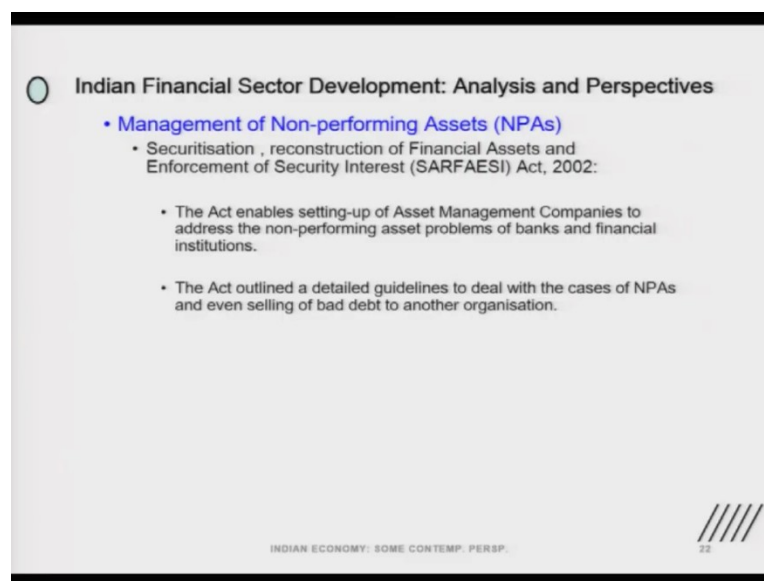 Indian Financial Sector Development: Analysis and Perspectives
• Management of Non-performing Assets (NPAs)
• Securitisation , reconstruction of Financial Assets and
Enforcement of Security Interest (SARFAESI) Act, 2002:
• The Act enables setting-up of Asset Management Companies to
address the non-performing asset problems of banks and financial
institutions.
• The Act outlined a detailed guidelines to deal with the cases of NPAs
and even selling of bad debt to another organisation.
INDIAN ECONOMY: SOME CONTEMP. PERSP.
22